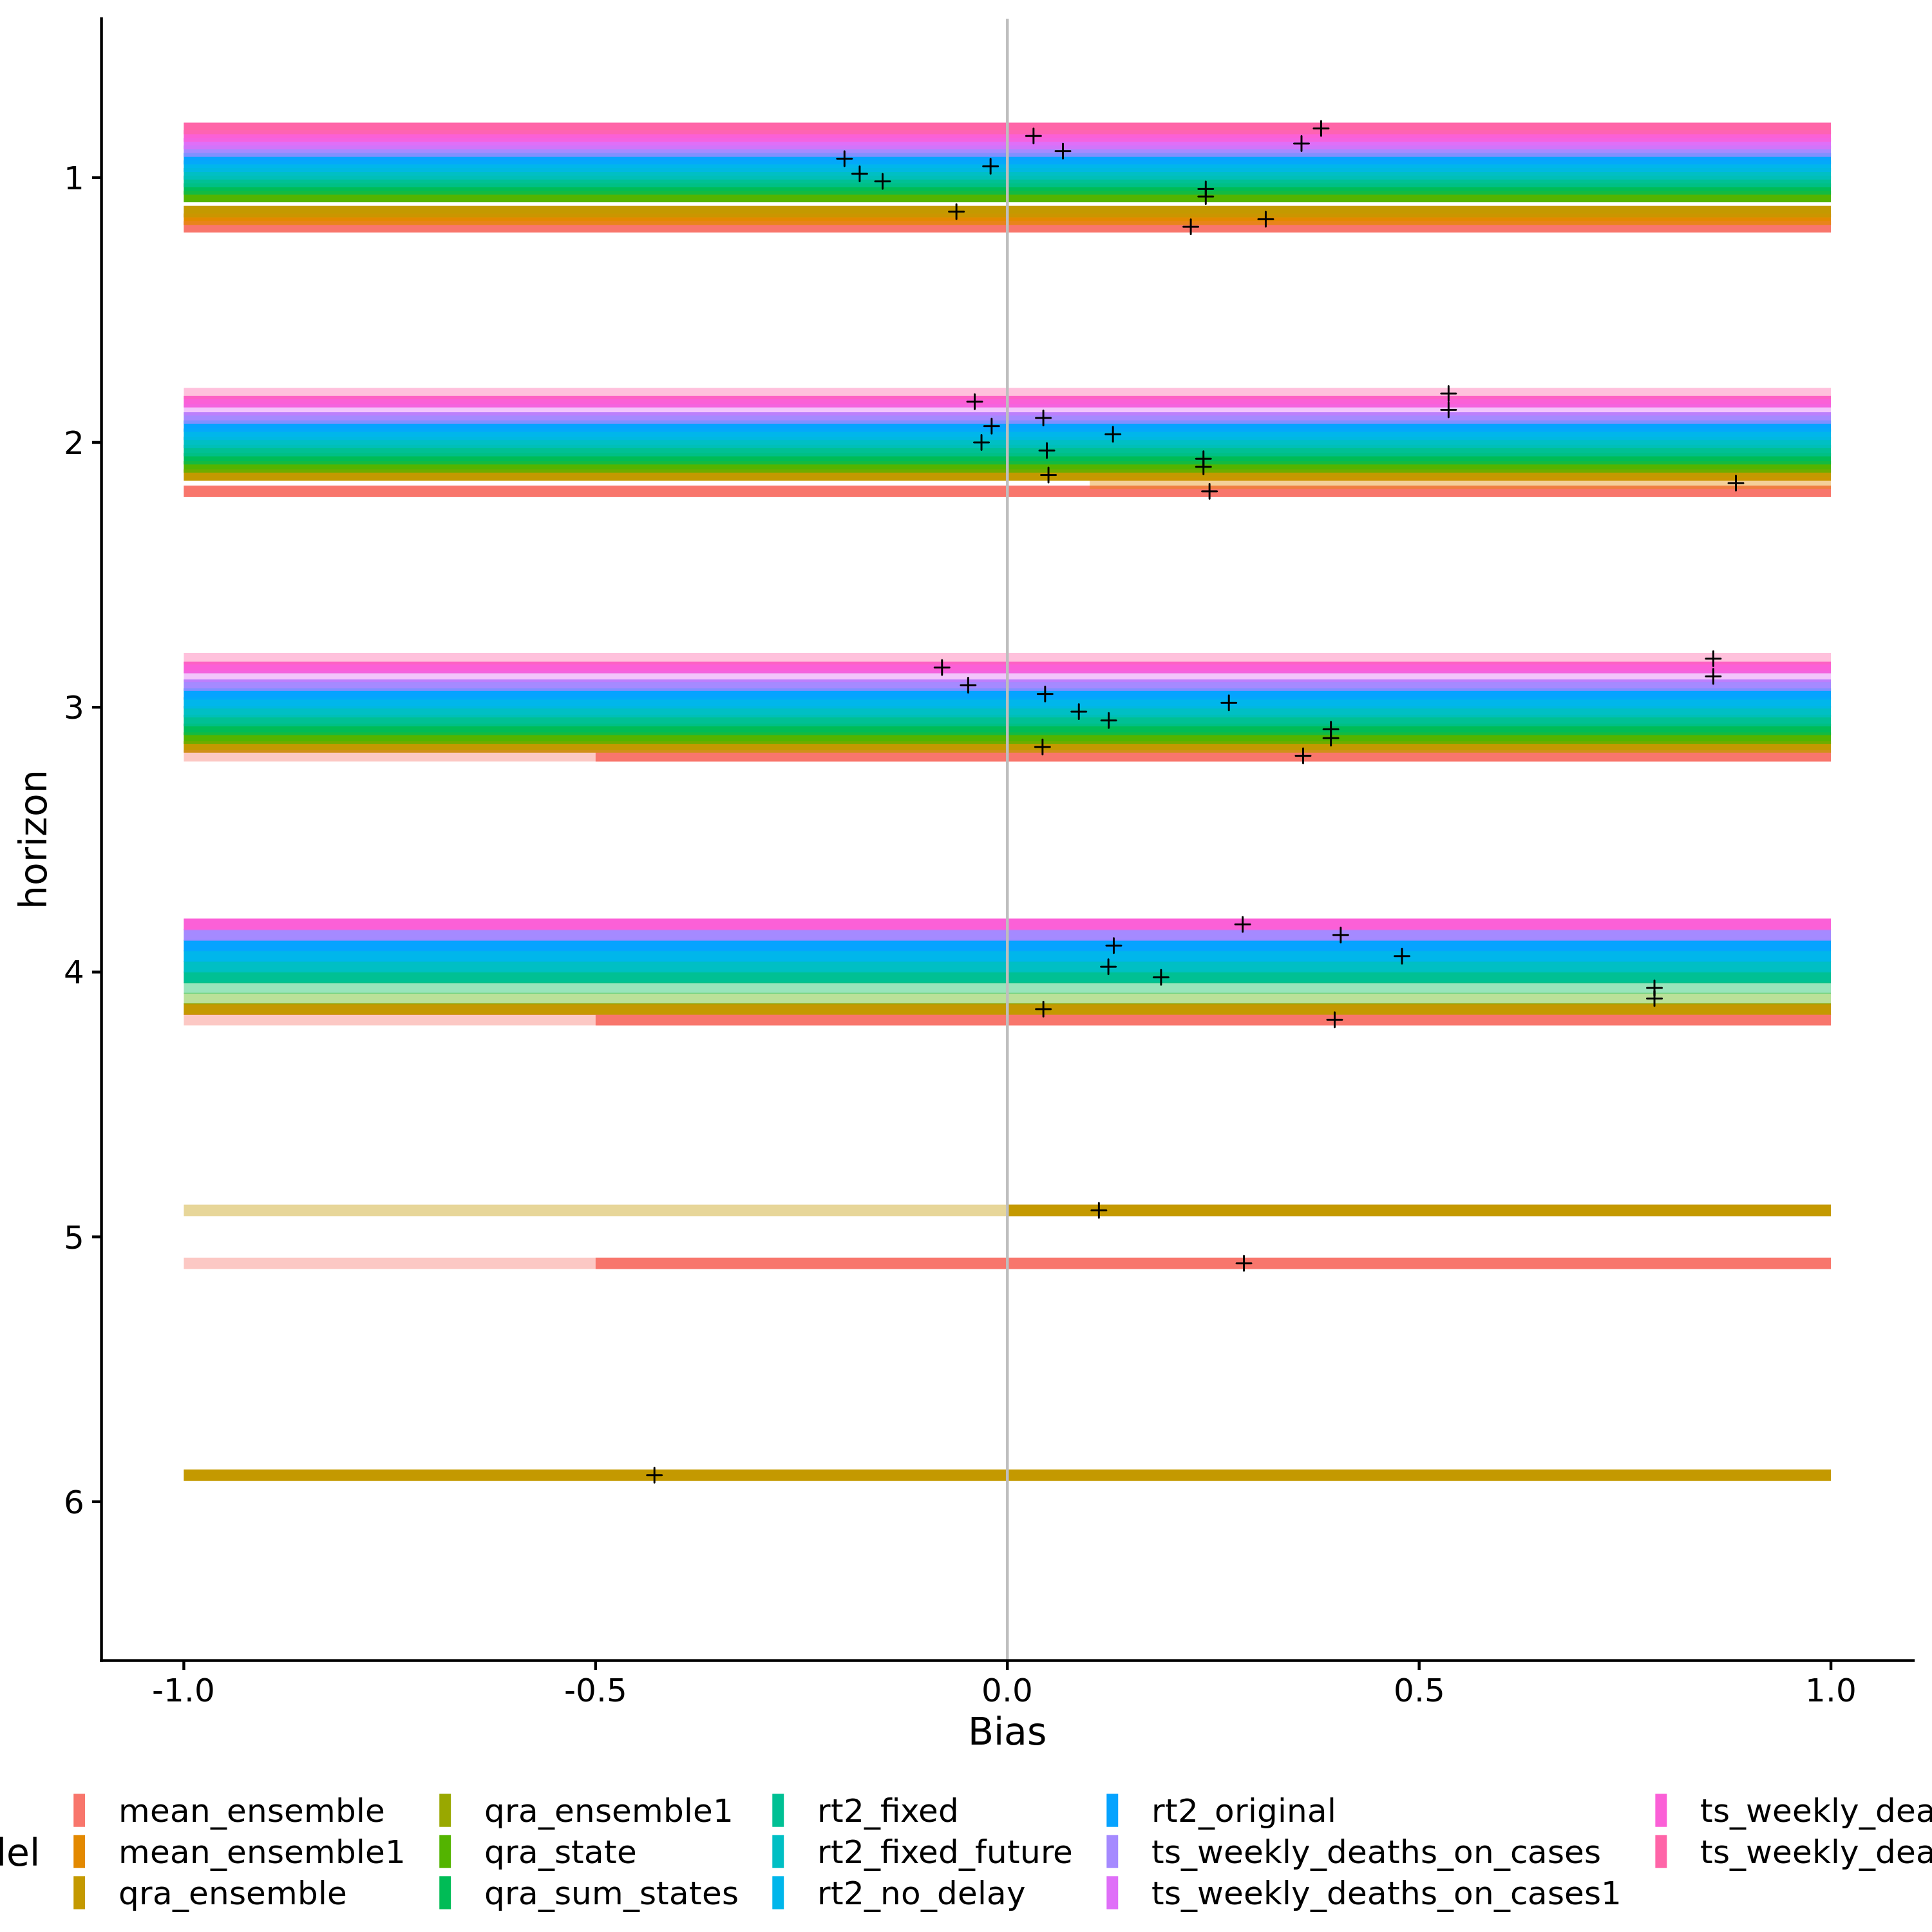 1
2
3
4
5
6
horizon
-1.0 -0.5 0.0 0.5 1.0
Bias
mean_ensemble qra_ensemble1 rt2_fixed rt2_original ts_weekly_dea
lel mean_ensemble1 qra_state rt2_fixed_future ts_weekly_deaths_on_cases ts_weekly_dea
qra_ensemble qra_sum_states rt2_no_delay ts_weekly_deaths_on_cases1